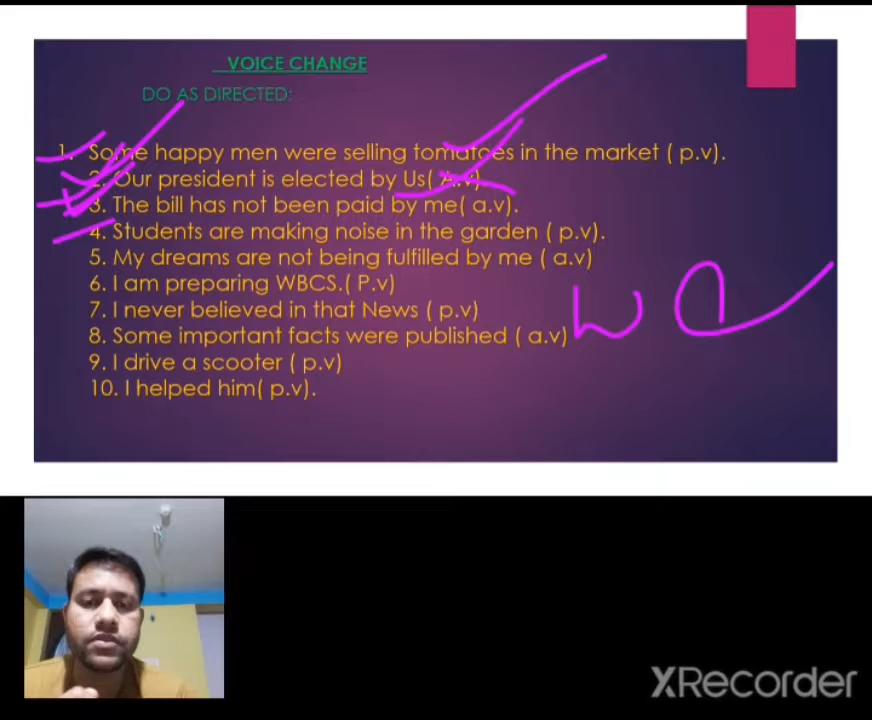 VOICE CHANGE
DO AS DIRECTED:
1. Some happy men were selling tomatoes in the market ( p.v).
2. Our president is elected by Us( A.v)
3. The bill has not been paid by me( a.v).
4. Students are making noise in the garden ( p.v).
5. My dreams are not being fulfilled by me ( a.v)
6. I am preparing WBCS.( P.v)
7. I never believed in that News ( p.v)
8. Some important facts were published ( a.v)
9. I drive a scooter ( p.v)
10. I helped him( p.v).
XRecorder